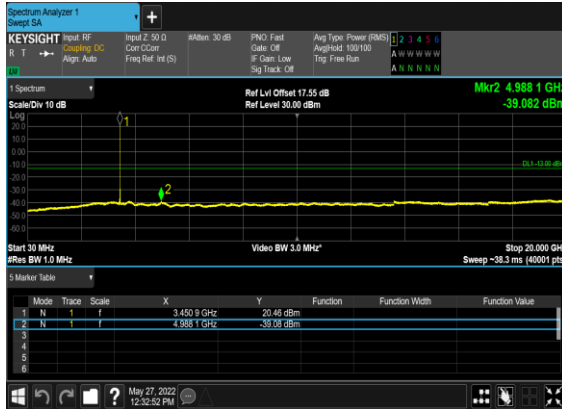 Spectrum Analyzer 1
Swept SA
+
KEYSIGHT Input: RF Input Z: 50 Ω #Atten: 30 dB PNO: Fast Avg Type: Power (RMS) 1 2 3 4 5 6
R T Coupling: DC Corr CCorr Gate: Off Avg|Hold: 100/100 A W W W W W
Align: Auto Freq Ref: Int (S) IF Gain: Low Trig: Free Run
LU Sig Track: Off A N N N N N
1 Spectrum Ref Lvl Offset 17.55 dB Mkr2 4.988 1 GHz
Scale/Div 10 dB Ref Level 30.00 dBm -39.082 dBm
Log
20.0
10.0
0.00
-10.0
-20.0
-30.0
-40.0
-50.0
-60.0
1
2
DL1 -13.00 dBm
Start 30 MHz Video BW 3.0 MHz* Stop 20.000 GHz
#Res BW 1.0 MHz Sweep ~38.3 ms (40001 pts)
5 Marker Table
Mode Trace Scale X Y Function Function Width Function Value
1 N 1 f 3.450 9 GHz 20.46 dBm
2 N 1 f 4.988 1 GHz -39.08 dBm
3
4
5
6
? May 27, 2022
12:32:52 PM